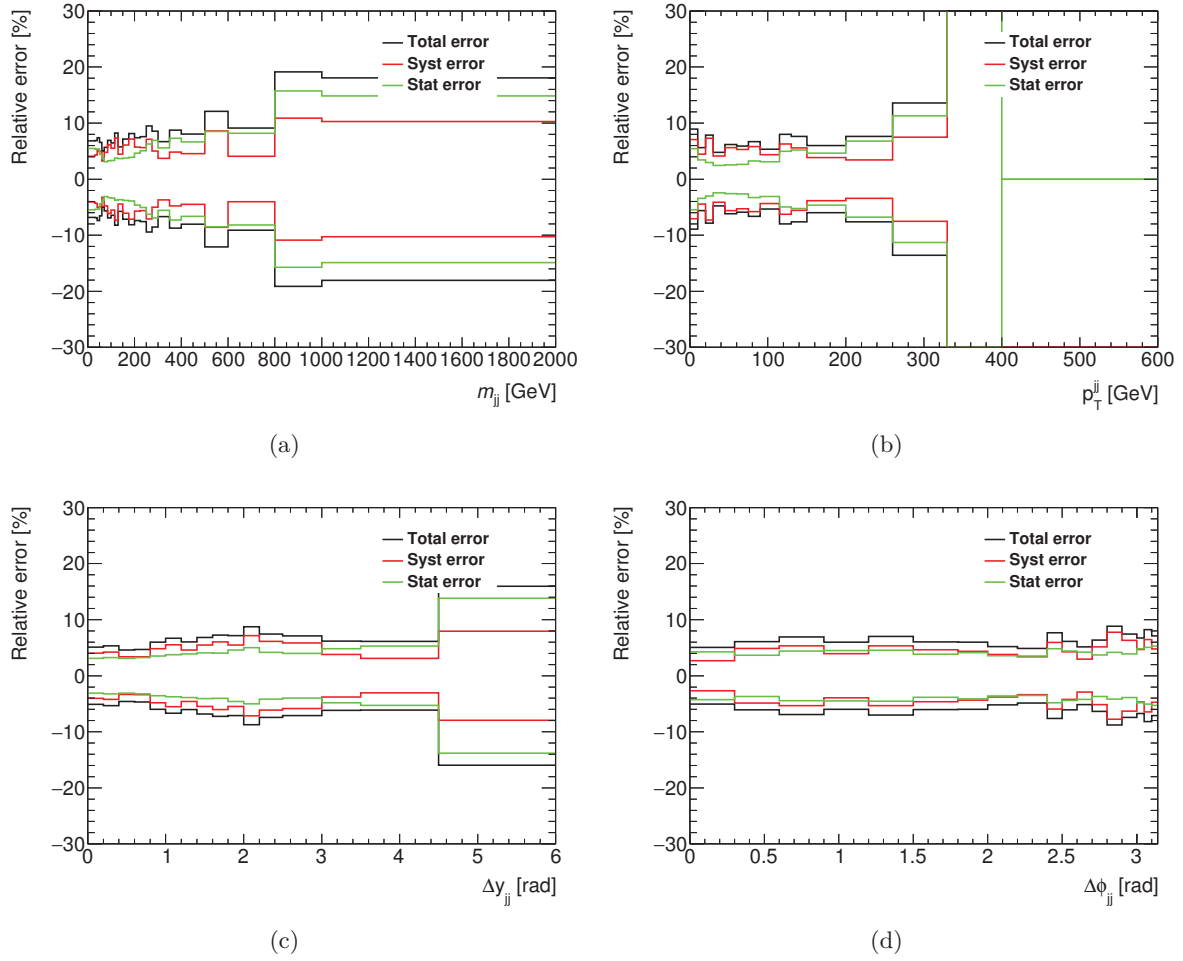 Relative error [%]
30
20
10
0
−10
−20
−30
Total error
Syst error
Stat error
0 200 400 600 800 1000 1200 1400 1600 1800 2000
m_jj [GeV]
(a)
Relative error [%]
30
20
10
0
−10
−20
−30
Total error
Syst error
Stat error
0 100 200 300 400 500 600
p_T^jj [GeV]
(b)
Relative error [%]
30
20
10
0
−10
−20
−30
Total error
Syst error
Stat error
0 1 2 3 4 5 6
Δy_jj [rad]
(c)
Relative error [%]
30
20
10
0
−10
−20
−30
Total error
Syst error
Stat error
0 0.5 1 1.5 2 2.5 3
Δϕ_jj [rad]
(d)